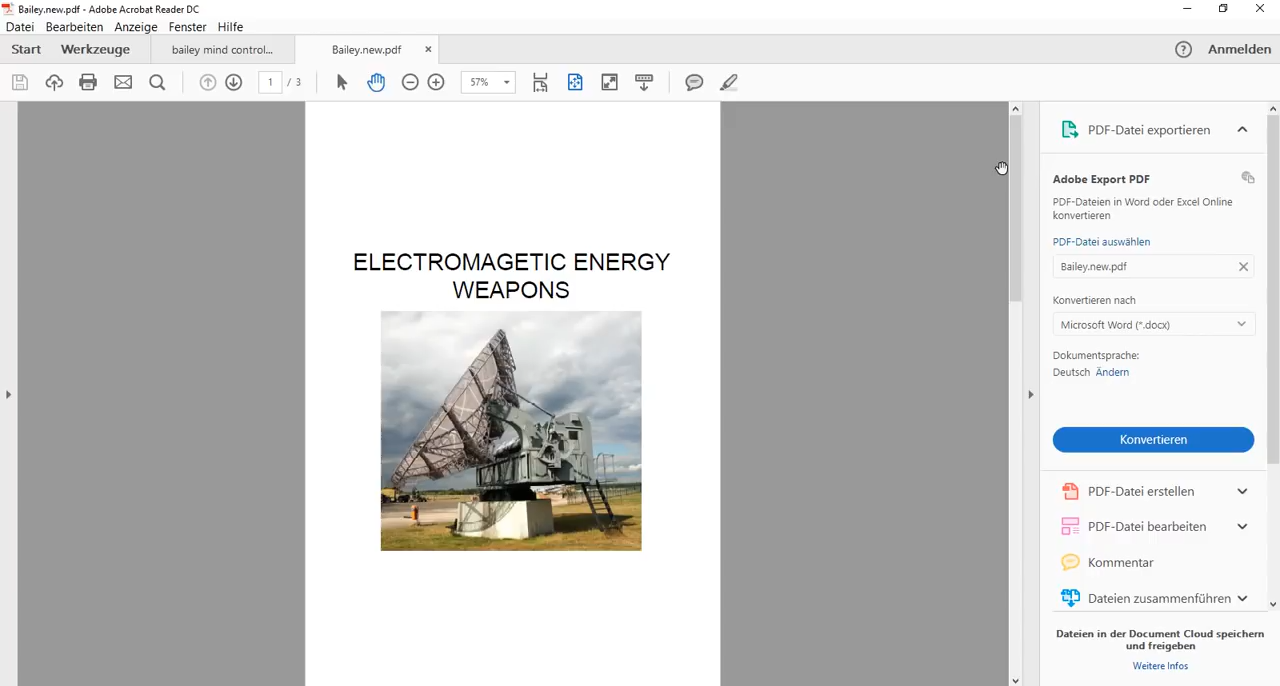 Bailey.new.pdf - Adobe Acrobat Reader DC
Datei Bearbeiten Anzeige Fenster Hilfe
Start Werkzeuge bailey mind control... Bailey.new.pdf × ? Anmelden
1 / 3 57%
ELECTROMAGETIC ENERGY
WEAPONS
PDF-Datei exportieren
Adobe Export PDF
PDF-Dateien in Word oder Excel Online
konvertieren
PDF-Datei auswählen
Bailey.new.pdf
Konvertieren nach
Microsoft Word (*.docx)
Dokumentsprache:
Deutsch Ändern
Konvertieren
PDF-Datei erstellen
PDF-Datei bearbeiten
Kommentar
Dateien zusammenführen
Dateien in der Document Cloud speichern
und freigeben
Weitere Infos